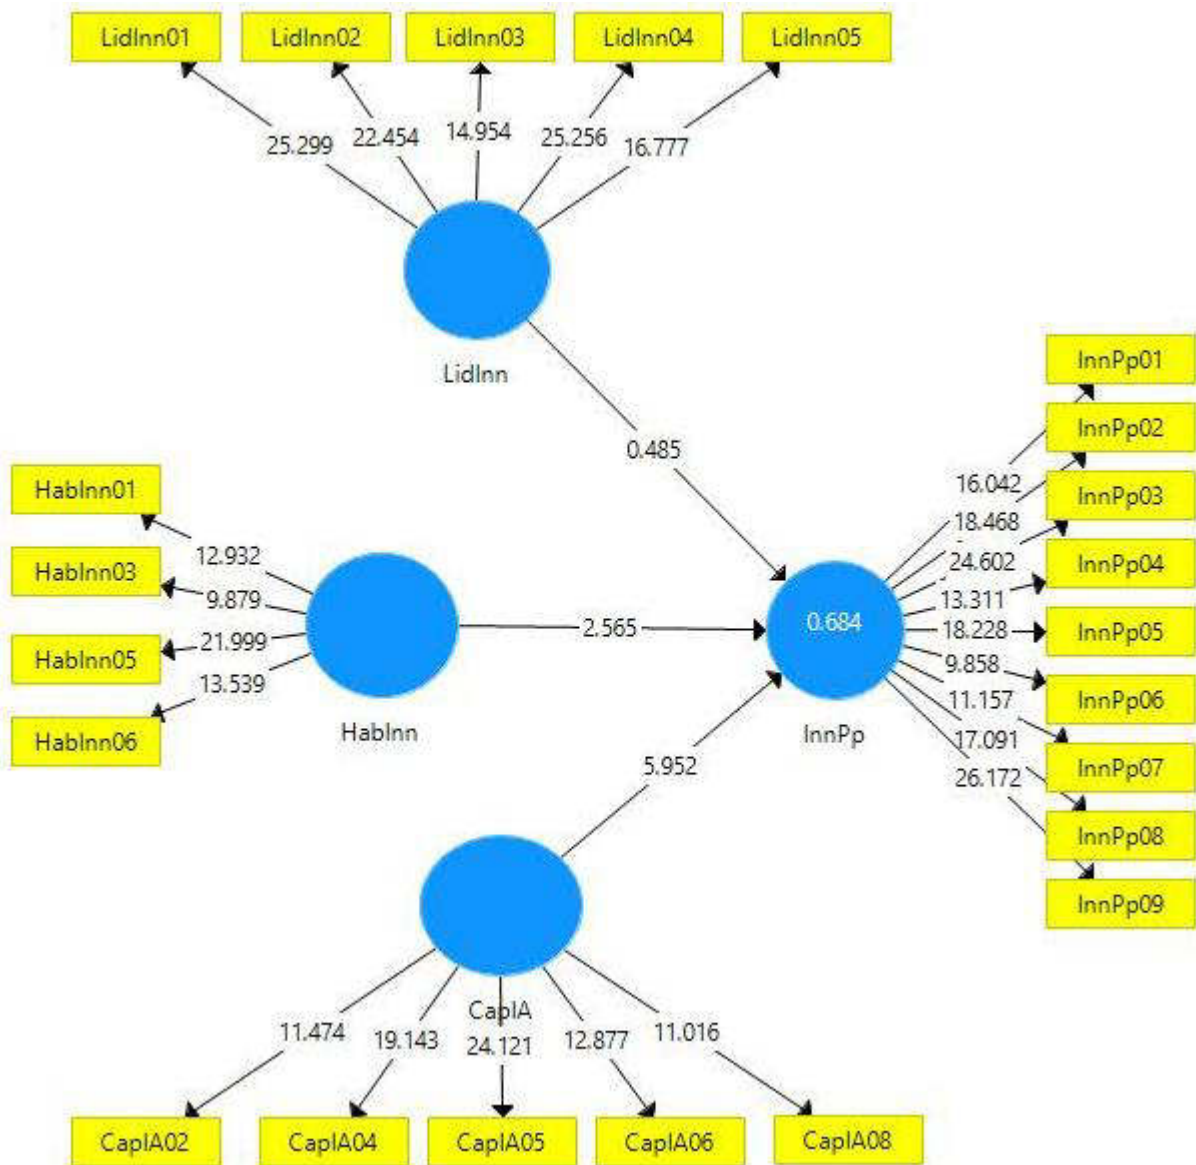 LidInn01
LidInn02
LidInn03
LidInn04
LidInn05
25.299
22.454
14.954
25.256
16.777
LidInn
0.485
HabInn01
HabInn03
HabInn05
HabInn06
12.932
9.879
21.999
13.539
HabInn
2.565
0.684
InnPp
5.952
16.042
18.468
24.602
13.311
18.228
9.858
11.157
17.091
26.172
InnPp01
InnPp02
InnPp03
InnPp04
InnPp05
InnPp06
InnPp07
InnPp08
InnPp09
CapIA
11.474
19.143
24.121
12.877
11.016
CapIA02
CapIA04
CapIA05
CapIA06
CapIA08